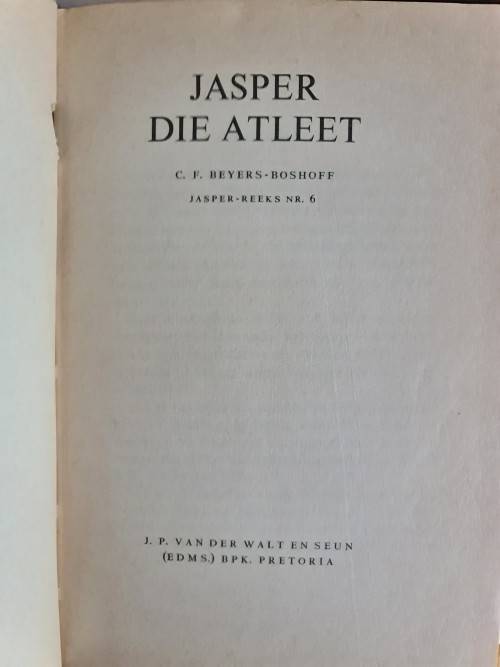 JASPER
DIE ATLEET
C. F. BEYERS-BOSHOFF
JASPER-REEKS NR. 6
J. P. VAN DER WALT EN SEUN
(EDMS.) BPK. PRETORIA